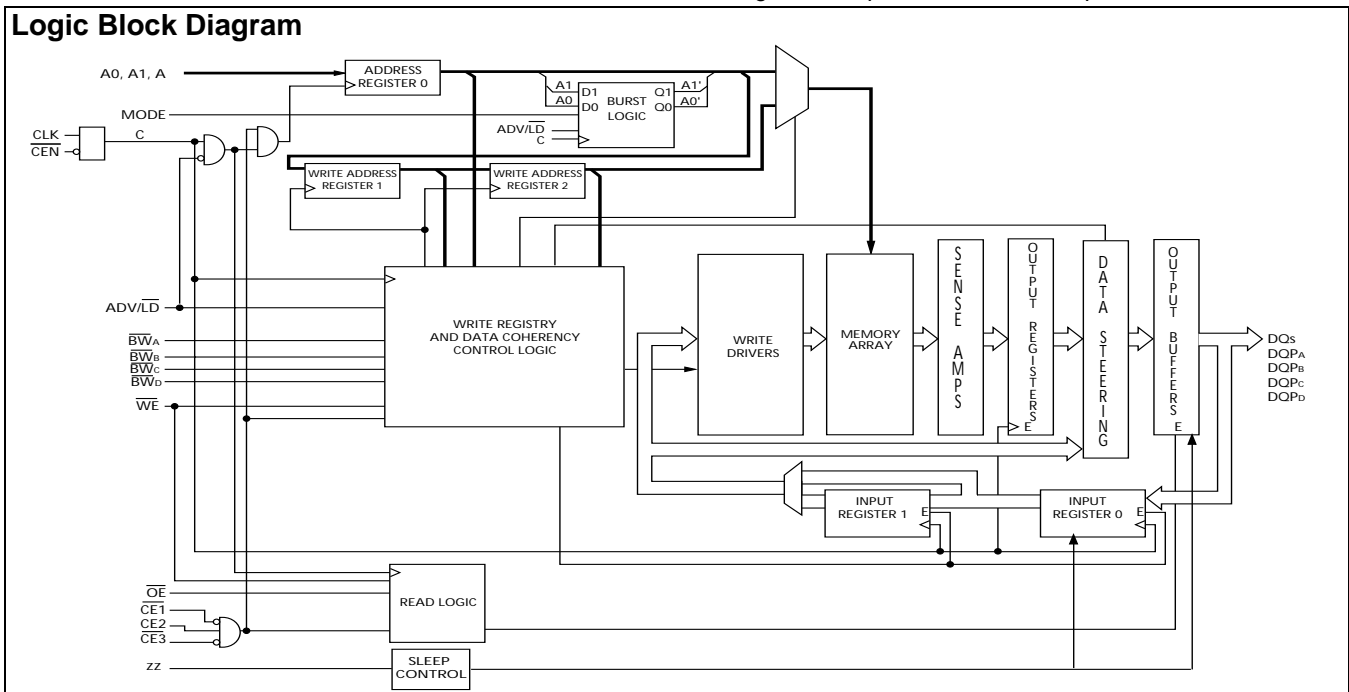 Logic Block Diagram
A0, A1, A
ADDRESS
REGISTER 0
MODE
A1
A0
D1
D0
BURST
LOGIC
Q1
Q0
A1'
A0'
ADV/LD
C
CLK
CEN
C
WRITE ADDRESS
REGISTER 1
WRITE ADDRESS
REGISTER 2
ADV/LD
BWA
BWB
BWC
BWD
WE
WRITE REGISTRY
AND DATA COHERENCY
CONTROL LOGIC
WRITE
DRIVERS
MEMORY
ARRAY
SENSE AMPS
OUTPUT REGISTERS
E
DATA STEERING
OUTPUT BUFFERS
E
DQs
DQPA
DQPB
DQPC
DQPD
INPUT
REGISTER 1
E
INPUT
REGISTER 0
E
OE
CE1
CE2
CE3
READ LOGIC
ZZ
SLEEP
CONTROL